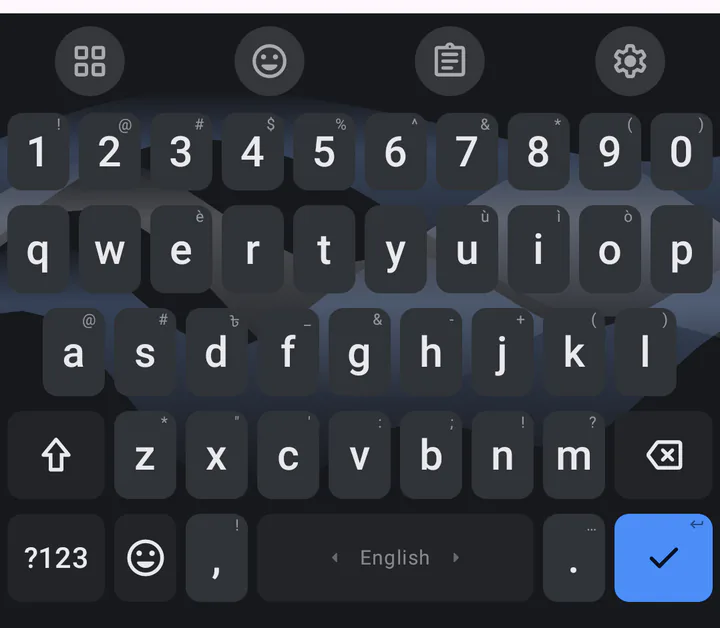 ! @ # $ % ^ & * ( )
1 2 3 4 5 6 7 8 9 0
è ù ì ò
q w e r t y u i o p
@ # ъ _ & - + ( )
a s d f g h j k l
* " ' : ; ! ?
z x c v b n m
! …
?123 , English .